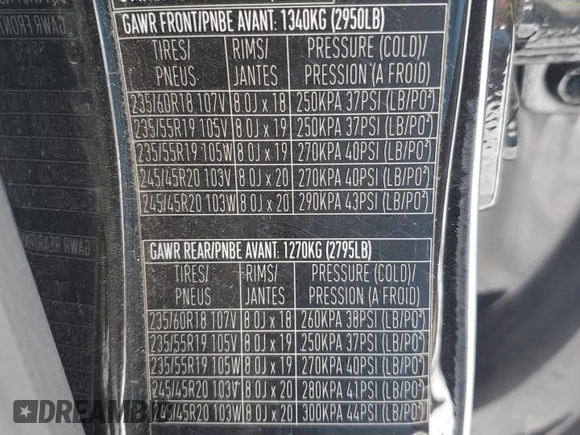 GAWR FRONT/PNBE AVANT: 1340KG (2950LB)
TIRES/ PNEUS RIMS/ JANTES PRESSURE (COLD)/ PRESSION (A FROID)
235/60R18 107V 8.0J x 18 250KPA 37PSI (LB/PO²)
235/55R19 105V 8.0J x 19 250KPA 37PSI (LB/PO²)
235/55R19 105W 8.0J x 19 270KPA 40PSI (LB/PO²)
245/45R20 103V 8.0J x 20 270KPA 40PSI (LB/PO²)
245/45R20 103W 8.0J x 20 290KPA 43PSI (LB/PO²)
GAWR REAR/PNBE AVANT: 1270KG (2795LB)
TIRES/ PNEUS RIMS/ JANTES PRESSURE (COLD)/ PRESSION (A FROID)
235/60R18 107V 8.0J x 18 260KPA 38PSI (LB/PO²)
235/55R19 105V 8.0J x 19 250KPA 37PSI (LB/PO²)
235/55R19 105W 8.0J x 19 270KPA 40PSI (LB/PO²)
245/45R20 103V 8.0J x 20 280KPA 41PSI (LB/PO²)
245/45R20 103W 8.0J x 20 300KPA 44PSI (LB/PO²)
DREAMBID